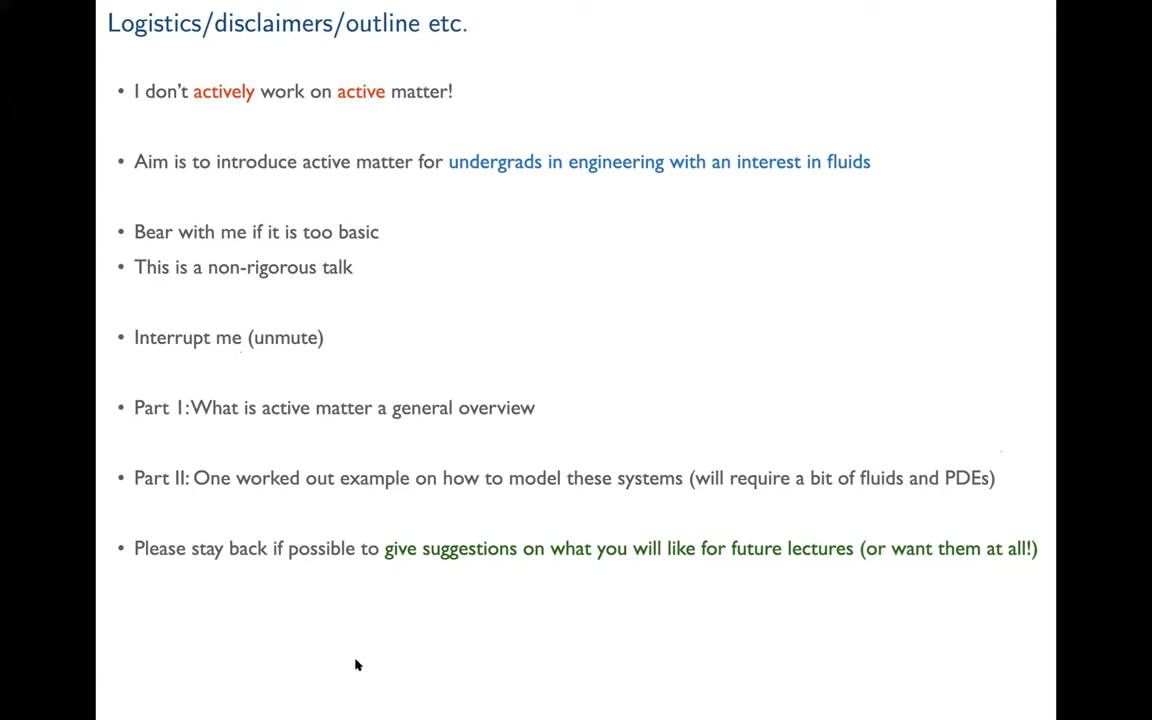 Logistics/disclaimers/outline etc.
• I don't actively work on active matter!
• Aim is to introduce active matter for undergrads in engineering with an interest in fluids
• Bear with me if it is too basic
• This is a non-rigorous talk
• Interrupt me (unmute)
• Part 1: What is active matter a general overview
• Part II: One worked out example on how to model these systems (will require a bit of fluids and PDEs)
• Please stay back if possible to give suggestions on what you will like for future lectures (or want them at all!)